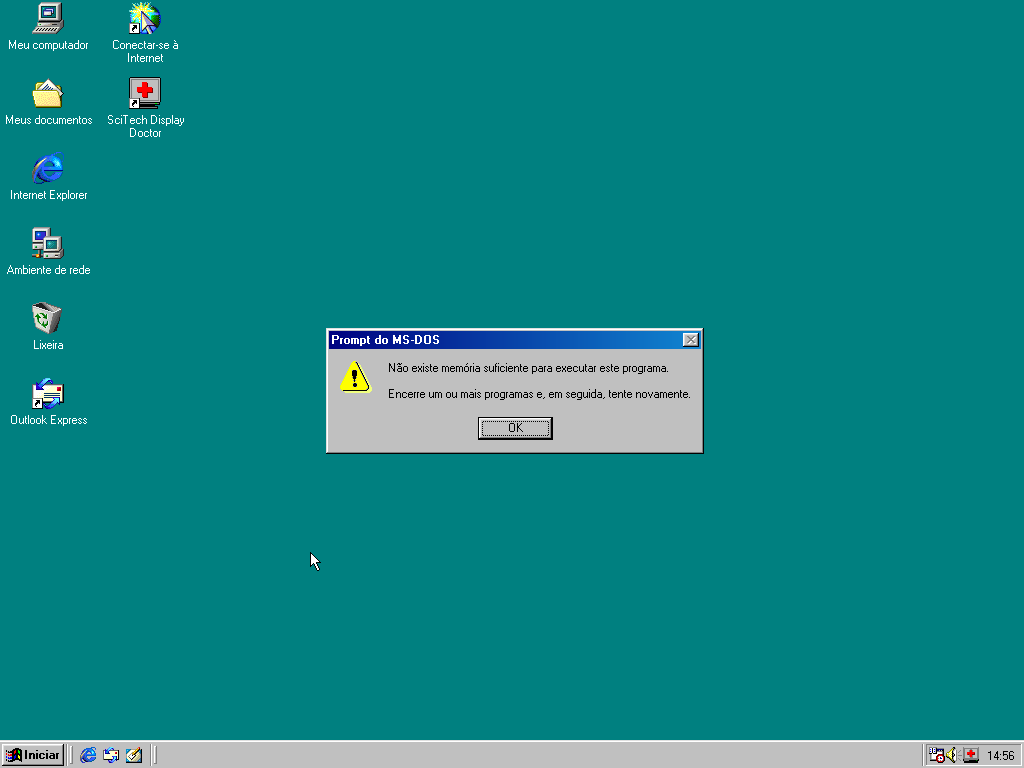 Meu computador
Conectar-se à
Internet
Meus documentos
SciTech Display
Doctor
Internet Explorer
Ambiente de rede
Lixeira
Outlook Express
Prompt do MS-DOS
Não existe memória suficiente para executar este programa.
Encerre um ou mais programas e, em seguida, tente novamente.
OK
Iniciar
14:56